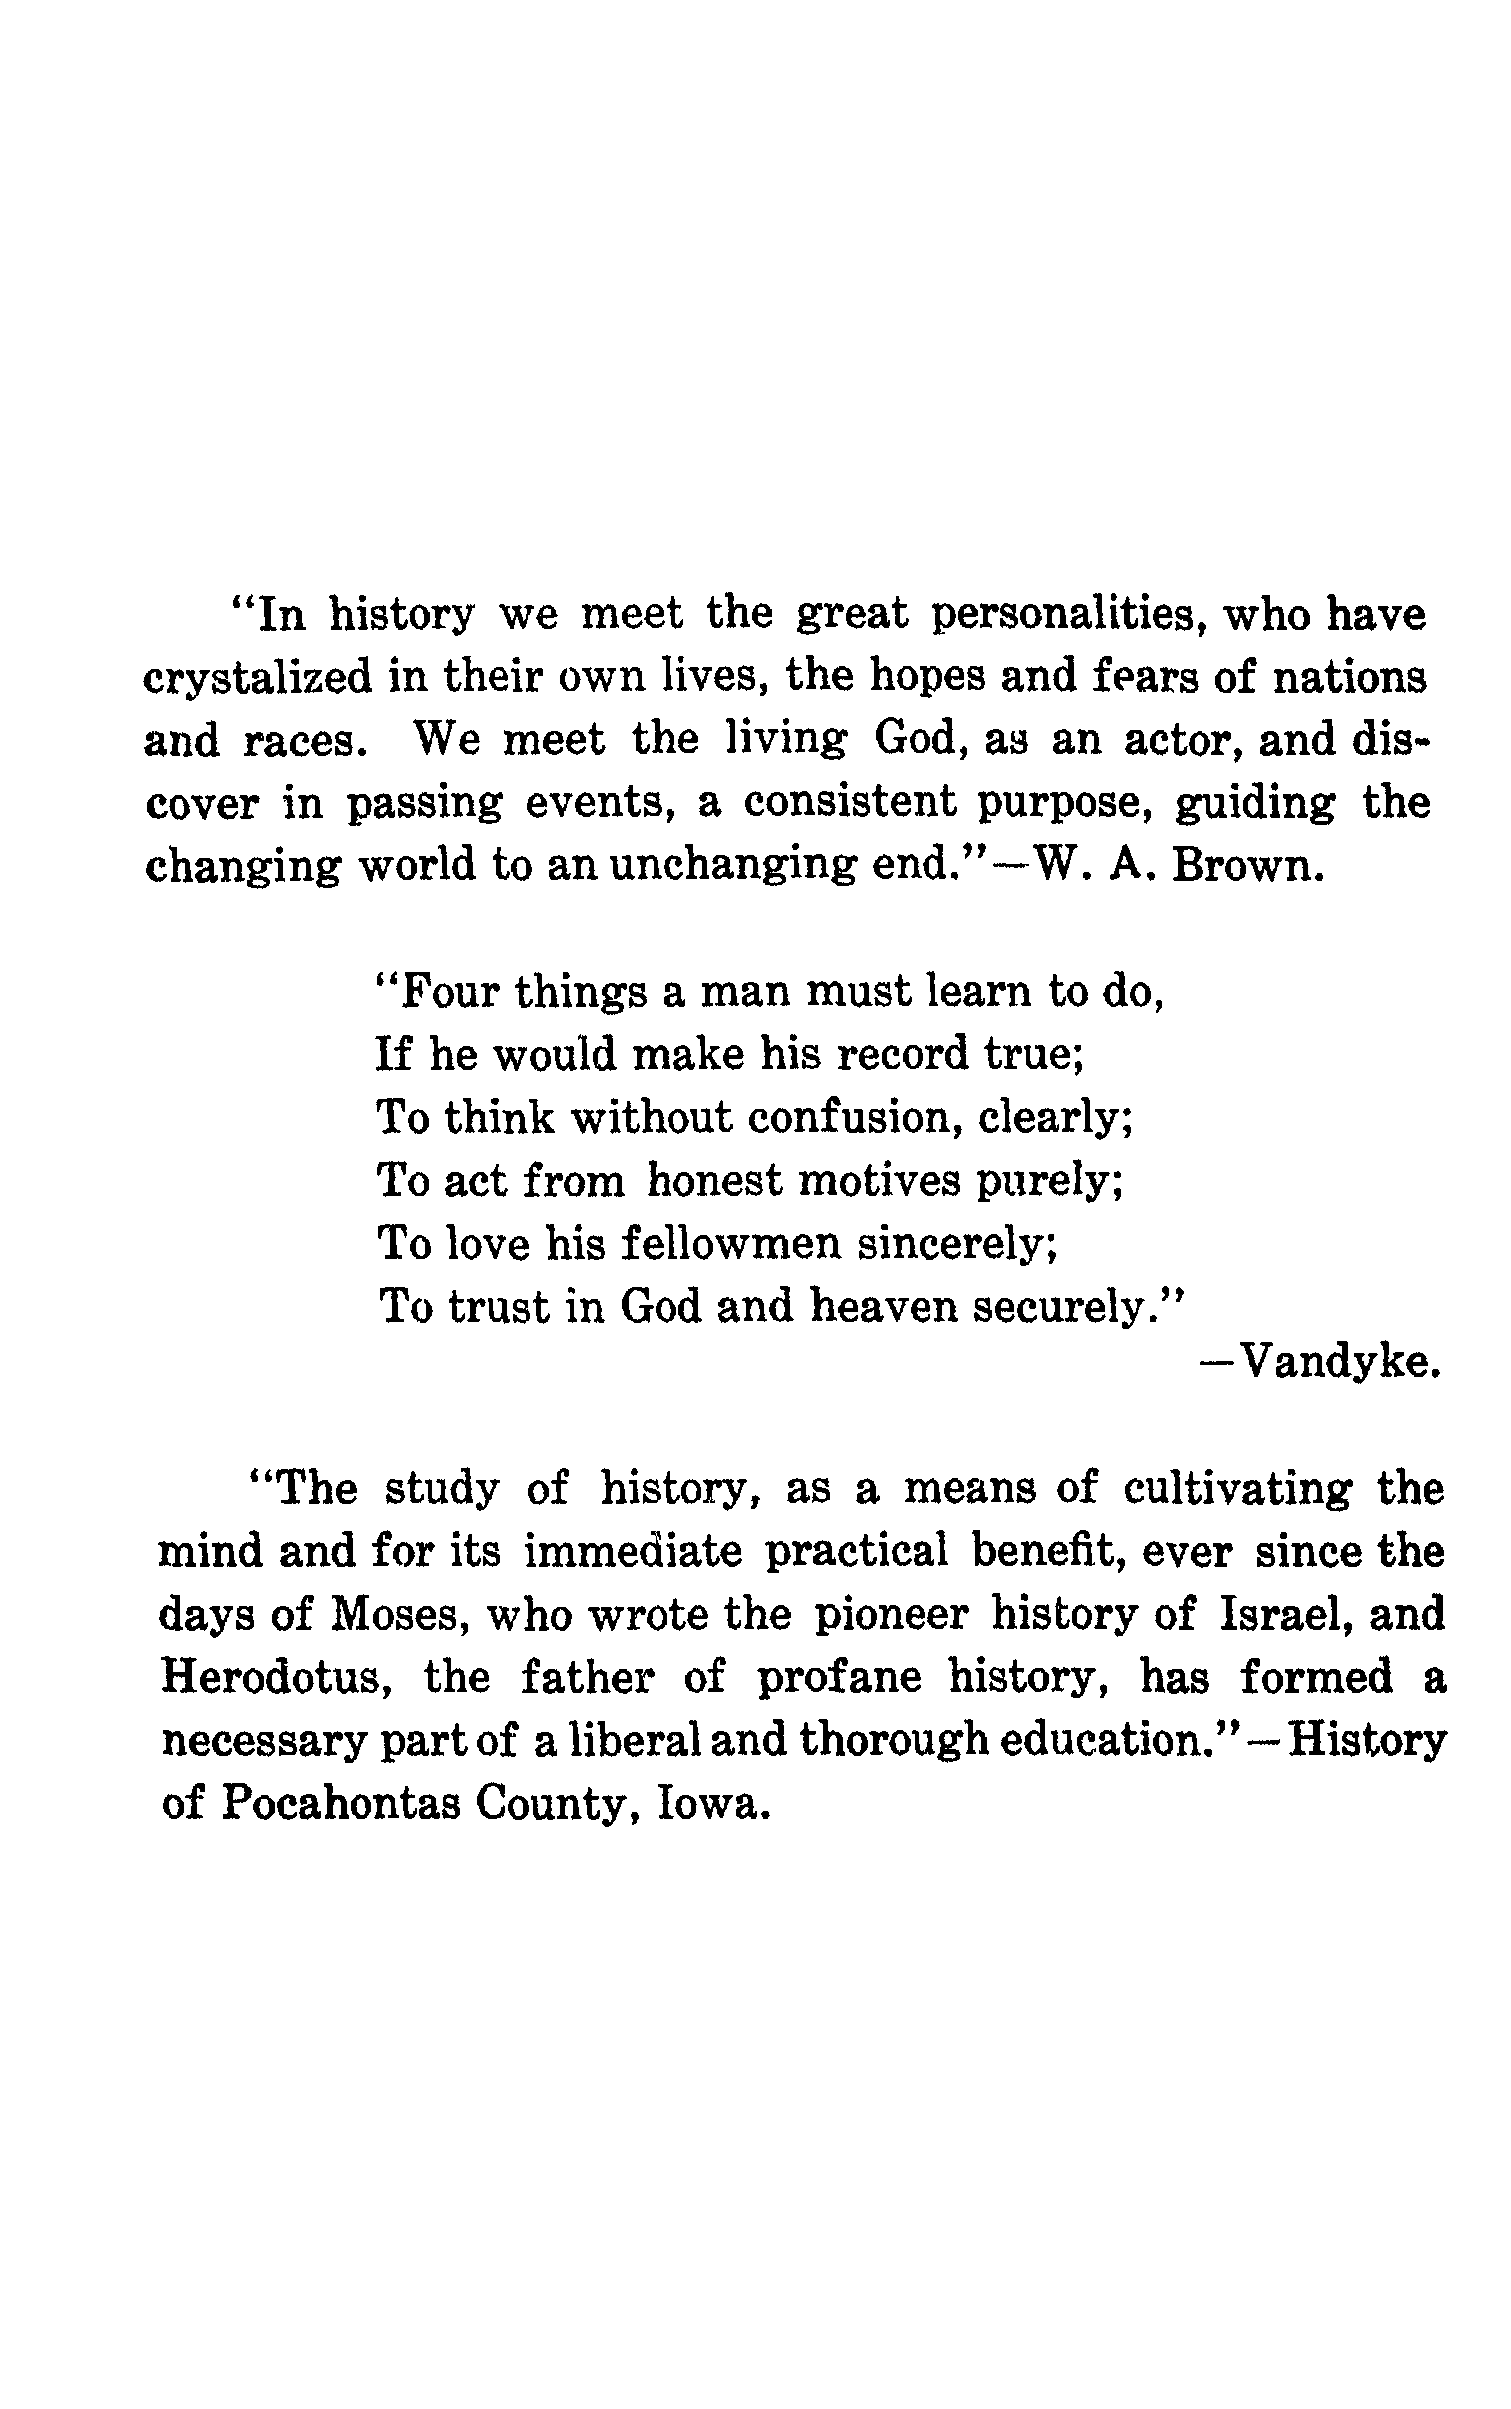 "In history we meet the great personalities, who have
crystalized in their own lives, the hopes and fears of nations
and races. We meet the living God, as an actor, and dis-
cover in passing events, a consistent purpose, guiding the
changing world to an unchanging end."—W. A. Brown.
"Four things a man must learn to do,
If he would make his record true;
To think without confusion, clearly;
To act from honest motives purely;
To love his fellowmen sincerely;
To trust in God and heaven securely."
—Vandyke.
"The study of history, as a means of cultivating the
mind and for its immediate practical benefit, ever since the
days of Moses, who wrote the pioneer history of Israel, and
Herodotus, the father of profane history, has formed a
necessary part of a liberal and thorough education."—History
of Pocahontas County, Iowa.